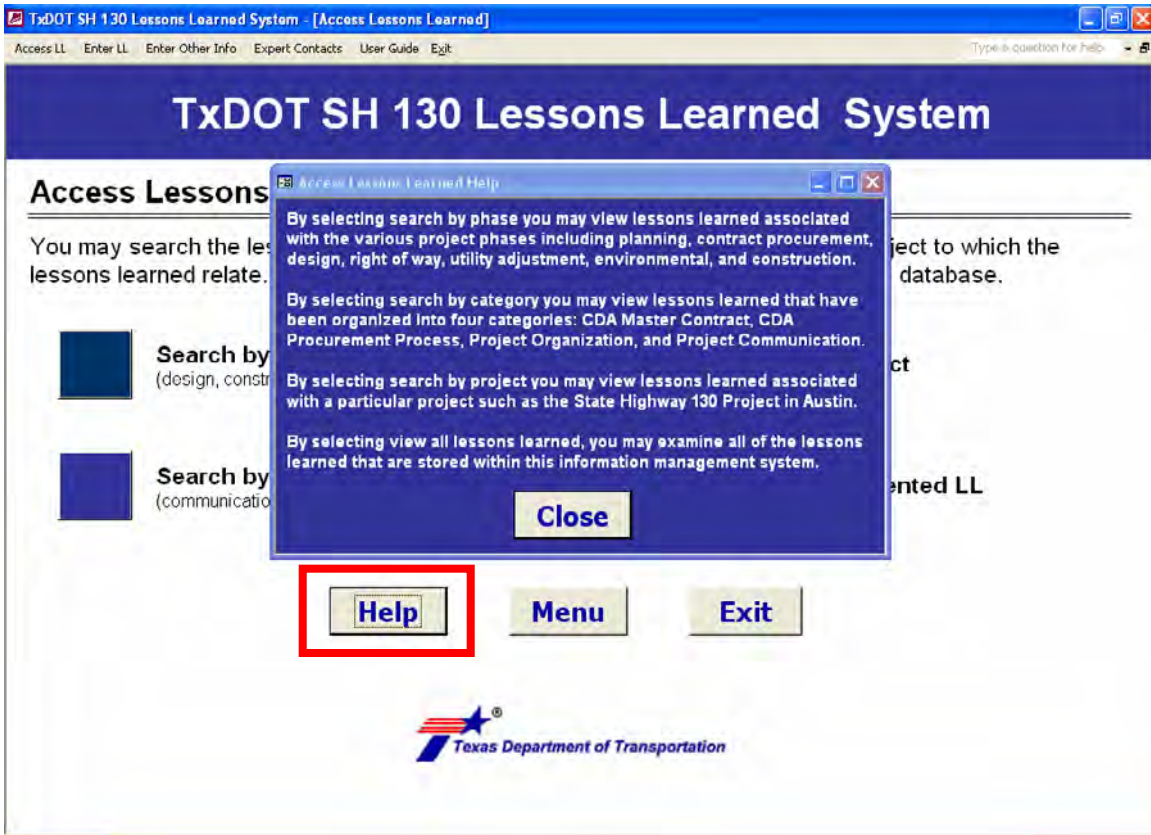 TxDOT SH 130 Lessons Learned System - [Access Lessons Learned]
Access LL Enter LL Enter Other Info Expert Contacts User Guide Exit Type a question for help
TxDOT SH 130 Lessons Learned System
Access Lessons
Access Lessons Learned Help
By selecting search by phase you may view lessons learned associated
with the various project phases including planning, contract procurement,
design, right of way, utility adjustment, environmental, and construction.
By selecting search by category you may view lessons learned that have
been organized into four categories: CDA Master Contract, CDA
Procurement Process, Project Organization, and Project Communication.
By selecting search by project you may view lessons learned associated
with a particular project such as the State Highway 130 Project in Austin.
By selecting view all lessons learned, you may examine all of the lessons
learned that are stored within this information management system.
Close
You may search the les
ject to which the
lessons learned relate.
database.
Search by
(design, constr
ct
Search by
(communicatio
ented LL
Help Menu Exit
®
Texas Department of Transportation